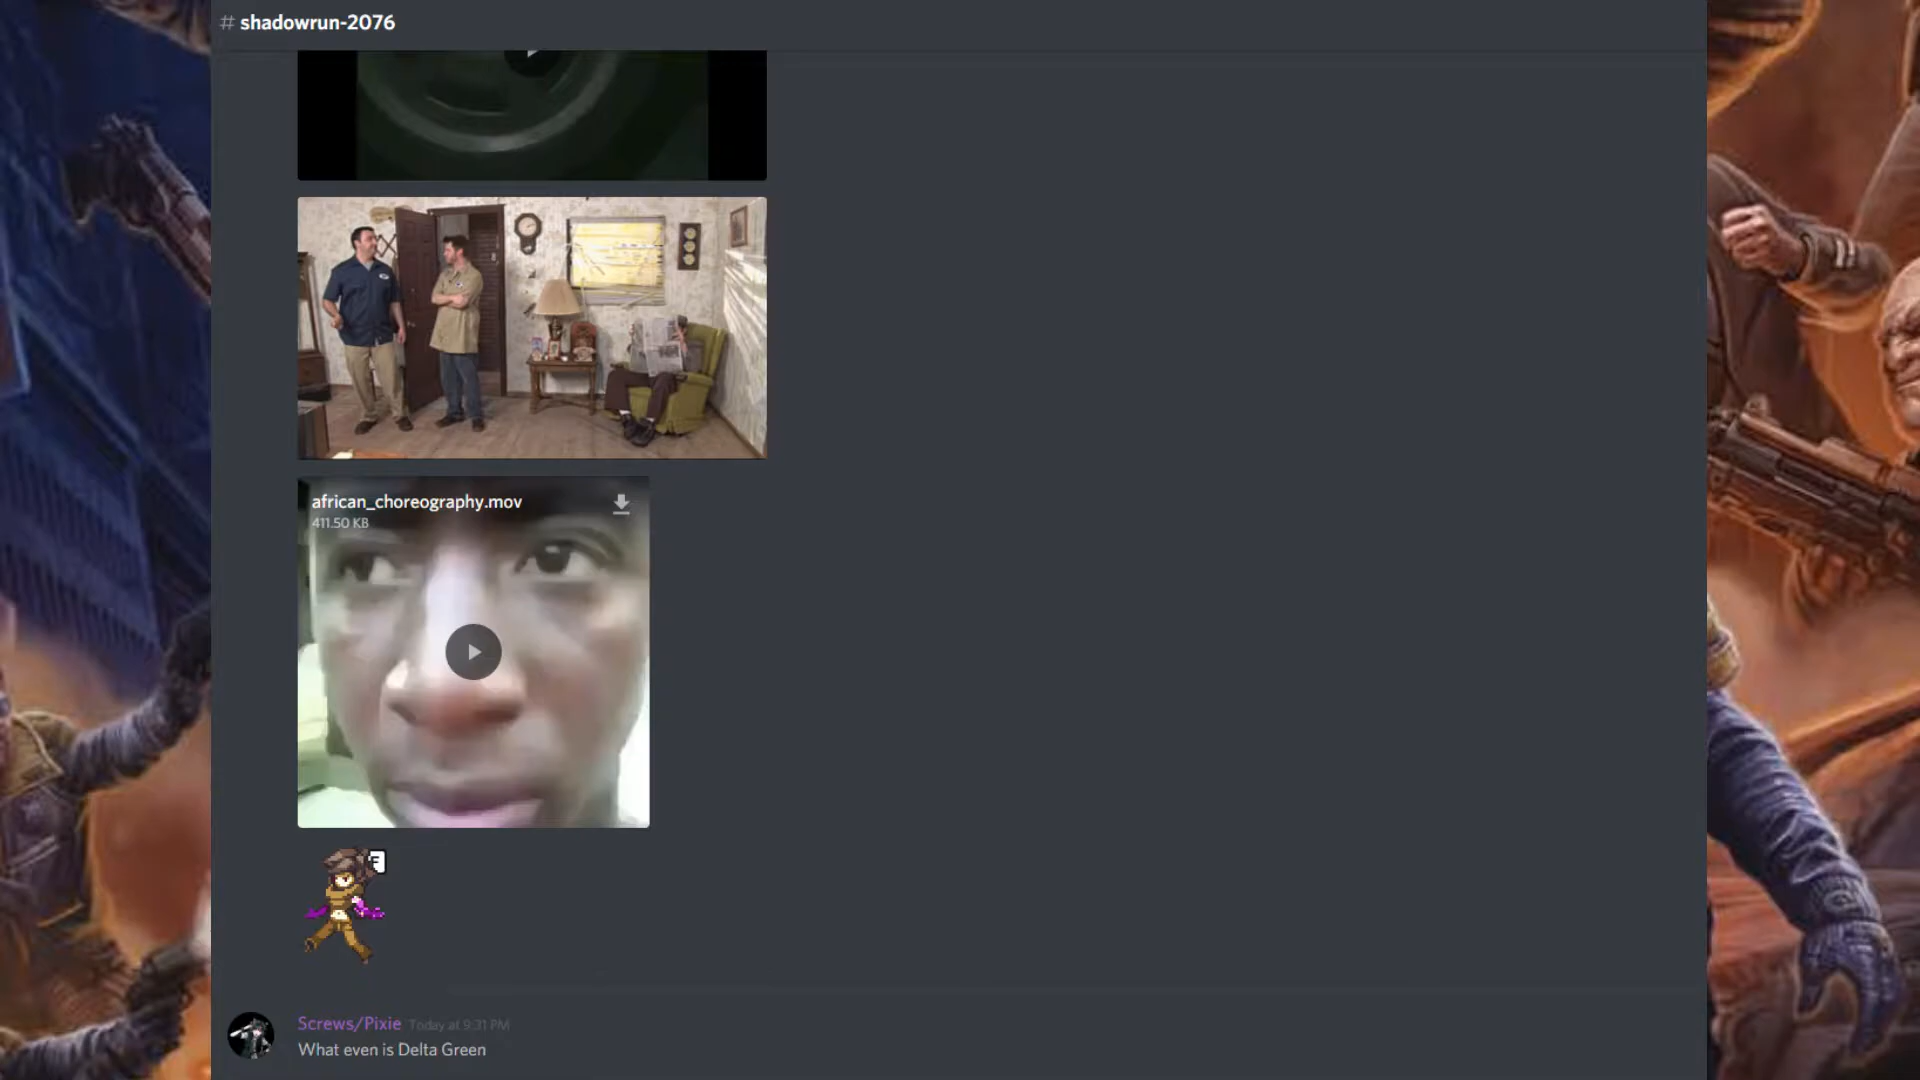 # shadowrun-2076
african_choreography.mov
411.50 KB
F
Screws/Pixie Today at 9:31 PM
What even is Delta Green